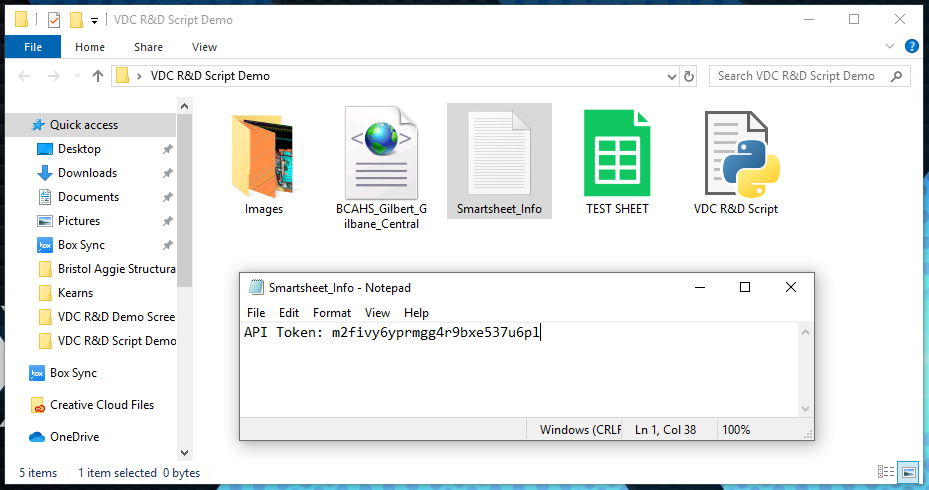 VDC R&D Script Demo
File
Home
Share
View
VDC R&D Script Demo
Search VDC R&D Script Demo
Quick access
Desktop
Downloads
Documents
Pictures
Box Sync
Bristol Aggie Structura
Kearns
VDC R&D Demo Scree
VDC R&D Script Demo
Box Sync
Creative Cloud Files
OneDrive
Images
BCAHS_Gilbert_G
ilbane_Central
Smartsheet_Info
TEST SHEET
VDC R&D Script
Smartsheet_Info - Notepad
File Edit Format View Help
API Token: m2fivy6yprmgg4r9bxe537u6p1
Windows (CRLF
Ln 1, Col 38
100%
5 items
1 item selected 0 bytes